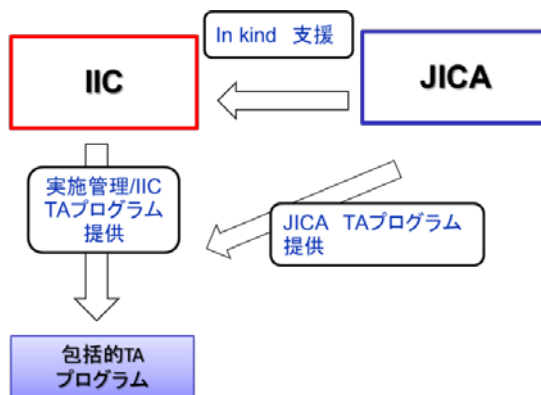 In kind 支援
IIC
JICA
実施管理/IIC
TAプログラム
提供
JICA TAプログラム
提供
包括的TA
プログラム